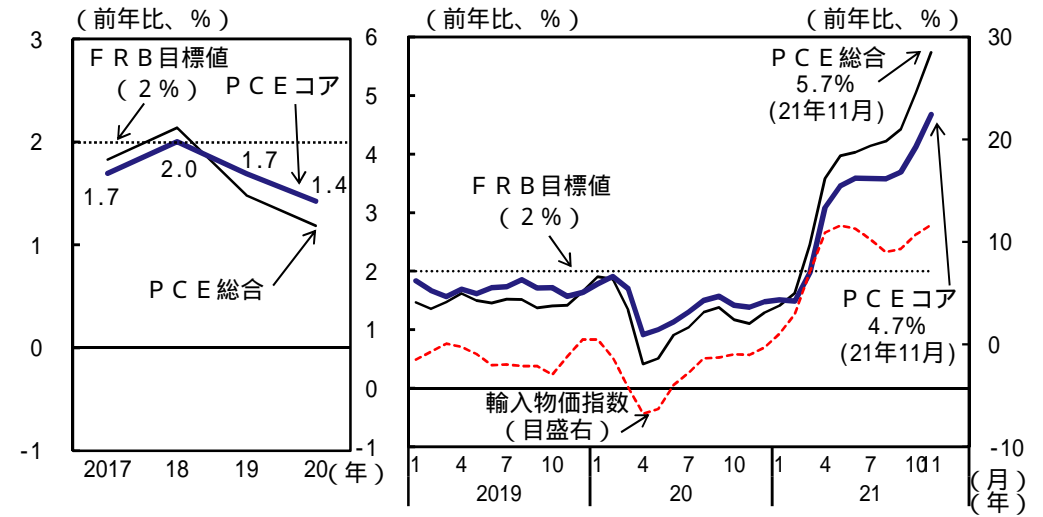 （前年比、％）
3
2
1
0
-1
ＦＲＢ目標値
（２％）
ＰＣＥコア
1.7
2.0
1.7
1.4
ＰＣＥ総合
2017 18 19 20（年）
（前年比、％）
（前年比、％）
6
5
4
3
2
1
0
-1
30
20
10
0
-10
ＰＣＥ総合
5.7%
(21年11月)
ＦＲＢ目標値
（２％）
ＰＣＥコア
4.7%
(21年11月)
輸入物価指数
（目盛右）
1 4 7 10 1 4 7 10 1 4 7 10 11
（月）
2019 20 21
（年）